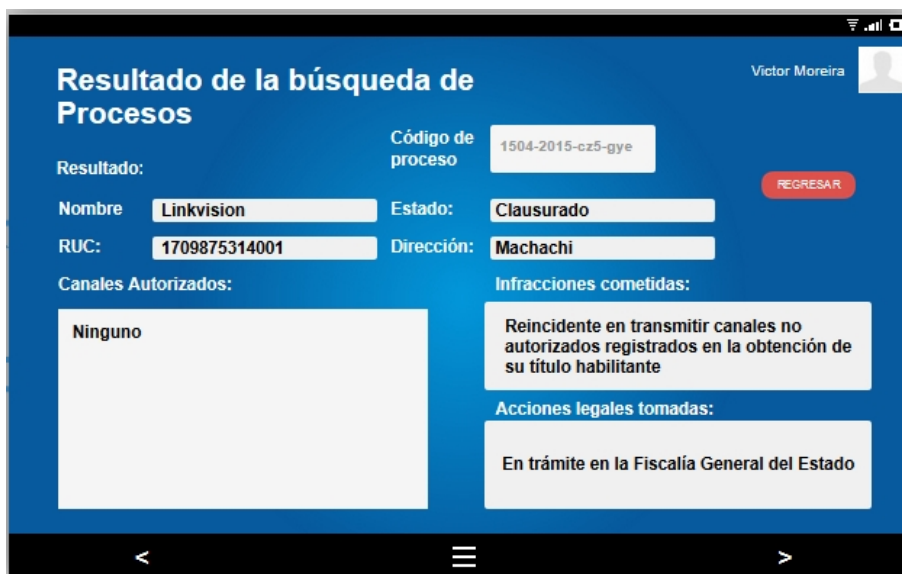 Victor Moreira
Resultado de la búsqueda de
Procesos
Código de
proceso
1504-2015-cz5-gye
Resultado:
REGRESAR
Nombre
Linkvision
Estado:
Clausurado
RUC:
1709875314001
Dirección:
Machachi
Canales Autorizados:
Ninguno
Infracciones cometidas:
Reincidente en transmitir canales no
autorizados registrados en la obtención de
su título habilitante
Acciones legales tomadas:
En trámite en la Fiscalía General del Estado
<
>